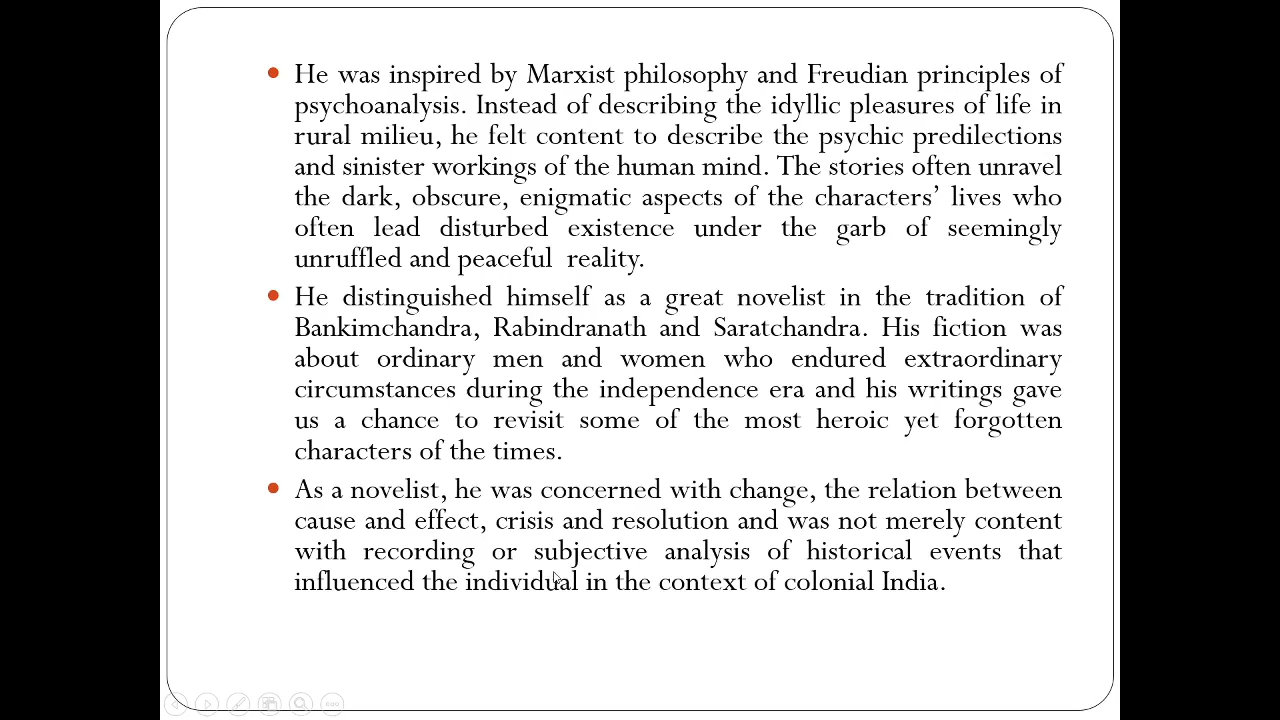 He was inspired by Marxist philosophy and Freudian principles of
psychoanalysis. Instead of describing the idyllic pleasures of life in
rural milieu, he felt content to describe the psychic predilections
and sinister workings of the human mind. The stories often unravel
the dark, obscure, enigmatic aspects of the characters’ lives who
often lead disturbed existence under the garb of seemingly
unruffled and peaceful reality.
He distinguished himself as a great novelist in the tradition of
Bankimchandra, Rabindranath and Saratchandra. His fiction was
about ordinary men and women who endured extraordinary
circumstances during the independence era and his writings gave
us a chance to revisit some of the most heroic yet forgotten
characters of the times.
As a novelist, he was concerned with change, the relation between
cause and effect, crisis and resolution and was not merely content
with recording or subjective analysis of historical events that
influenced the individual in the context of colonial India.